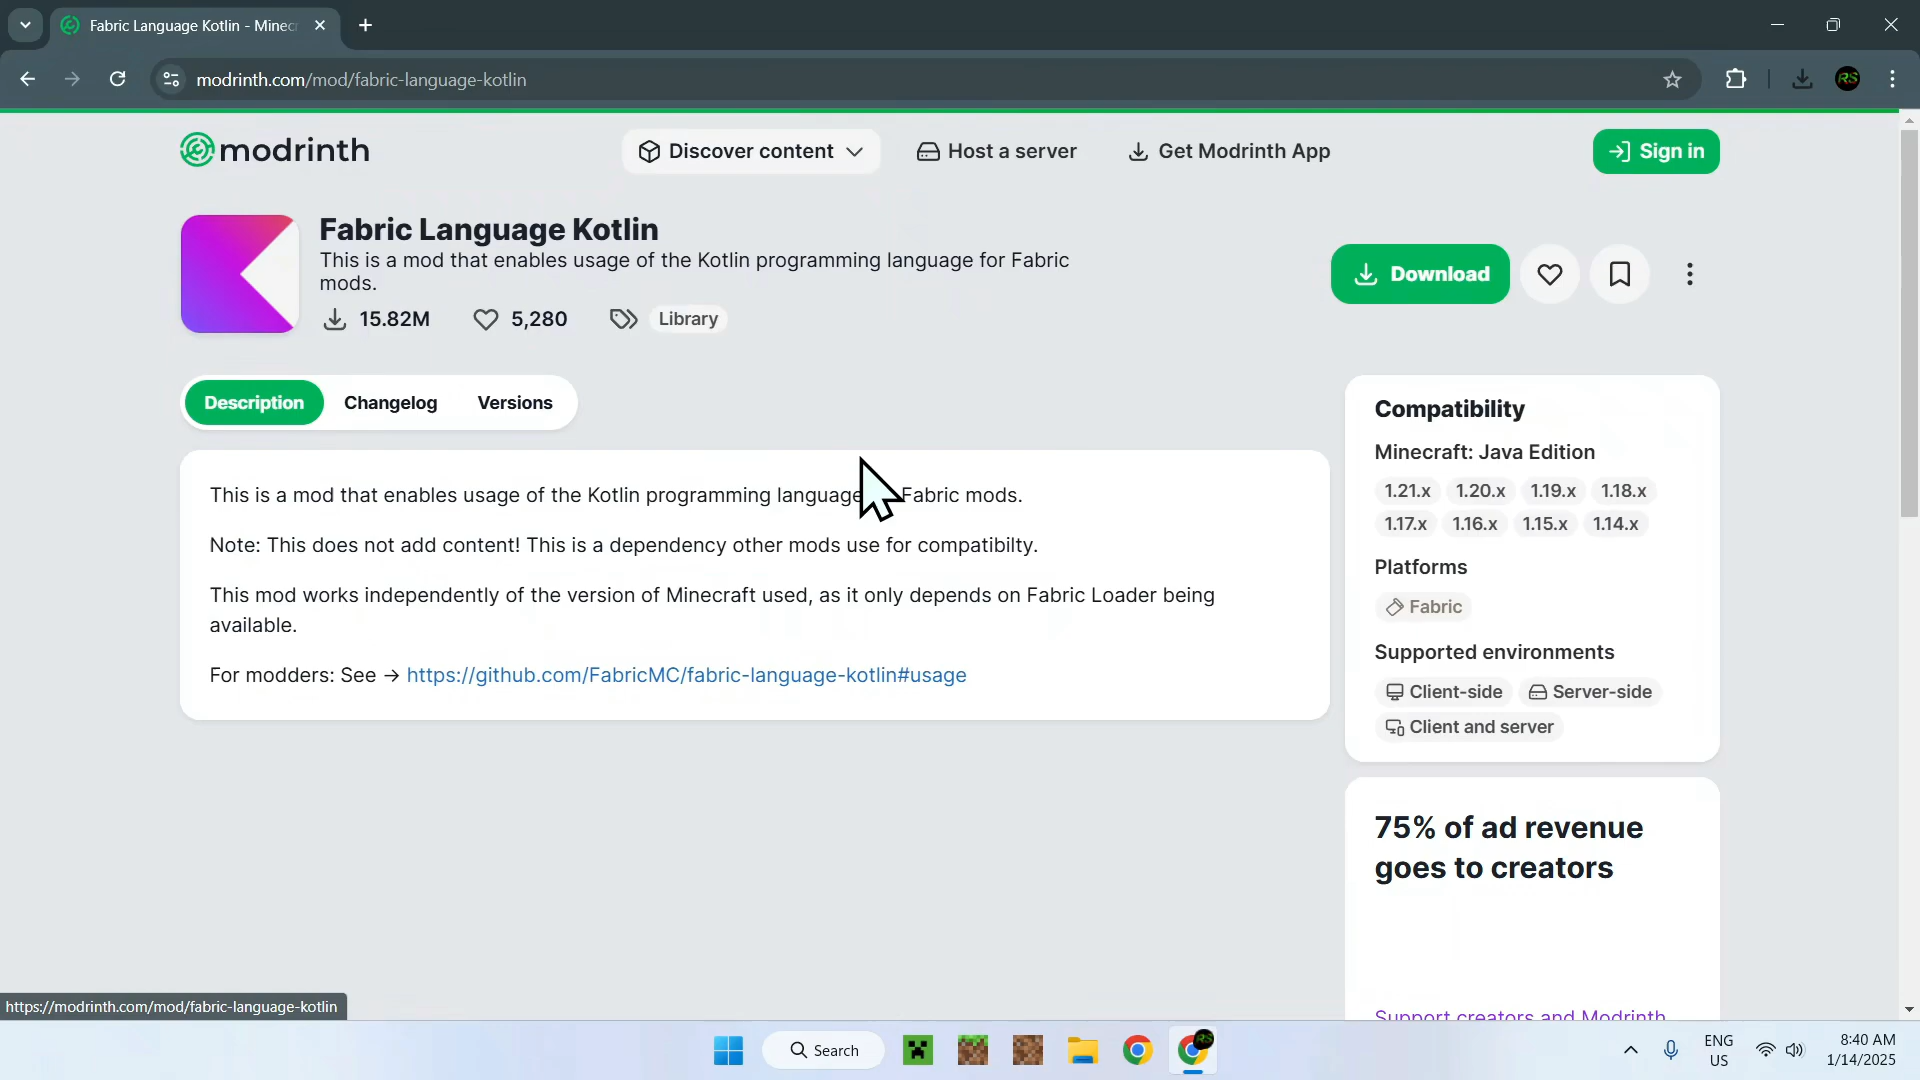 Fabric Language Kotlin - Minec
modrinth.com/mod/fabric-language-kotlin
RS
modrinth
Discover content
Host a server
Get Modrinth App
Sign in
Fabric Language Kotlin
This is a mod that enables usage of the Kotlin programming language for Fabric
mods.
15.82M
5,280
Library
Download
Description
Changelog
Versions
This is a mod that enables usage of the Kotlin programming language Fabric mods.
Note: This does not add content! This is a dependency other mods use for compatibilty.
This mod works independently of the version of Minecraft used, as it only depends on Fabric Loader being
available.
For modders: See → https://github.com/FabricMC/fabric-language-kotlin#usage
Compatibility
Minecraft: Java Edition
1.21.x 1.20.x 1.19.x 1.18.x
1.17.x 1.16.x 1.15.x 1.14.x
Platforms
Fabric
Supported environments
Client-side Server-side
Client and server
75% of ad revenue
goes to creators
Support creators and Modrinth
https://modrinth.com/mod/fabric-language-kotlin
Search
RS
ENG
US
8:40 AM
1/14/2025